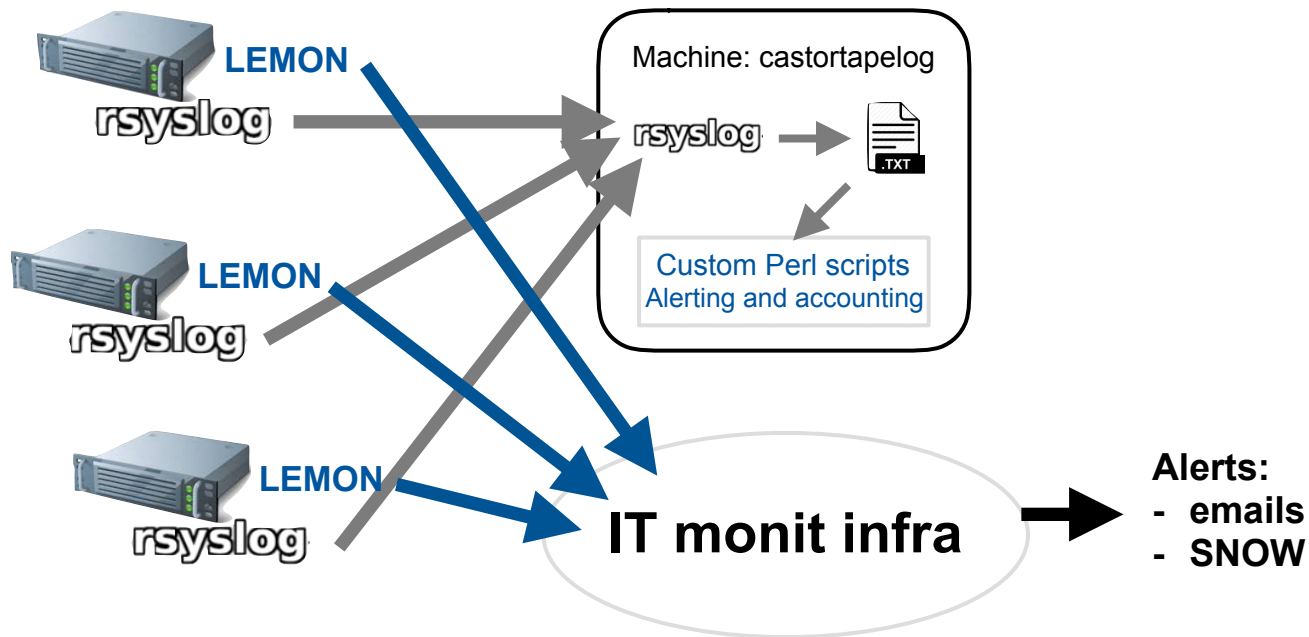 LEMON
rsyslog
Machine: castortapelog
rsyslog
.TXT
LEMON
rsyslog
Custom Perl scripts
Alerting and accounting
LEMON
rsyslog
IT monit infra
Alerts:
- emails
- SNOW